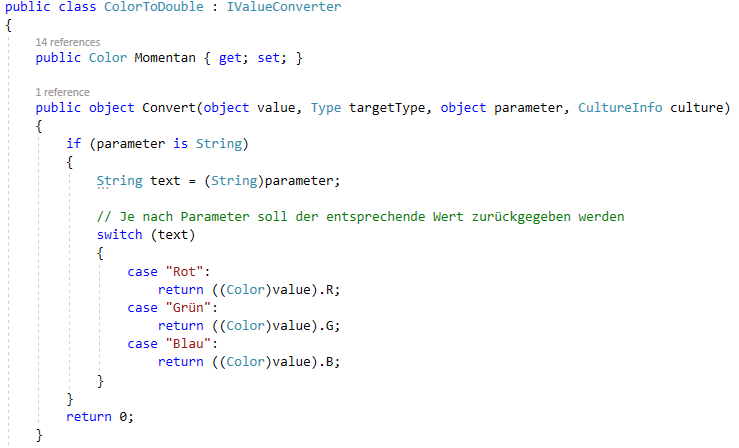 public class ColorToDouble : IValueConverter
{
14 references
public Color Momentan { get; set; }
1 reference
public object Convert(object value, Type targetType, object parameter, CultureInfo culture)
{
if (parameter is String)
{
String text = (String)parameter;
// Je nach Parameter soll der entsprechende Wert zurückgegeben werden
switch (text)
{
case "Rot":
return ((Color)value).R;
case "Grün":
return ((Color)value).G;
case "Blau":
return ((Color)value).B;
}
}
return 0;
}